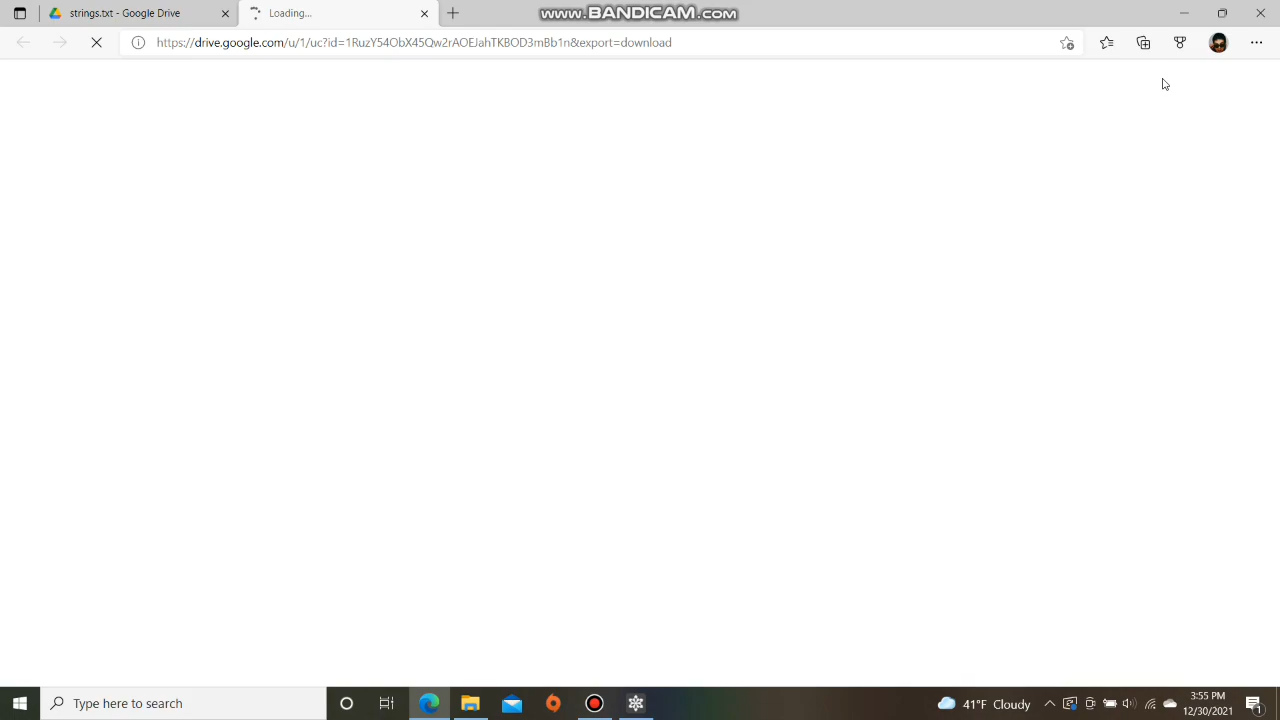 strings.txt - Google Drive
Loading...
www.BANDICAM.com
https://drive.google.com/u/1/uc?id=1RuzY54ObX45Qw2rAOEJahTKBOD3mBb1n&export=download
Type here to search
41°F Cloudy
3:55 PM
12/30/2021
1